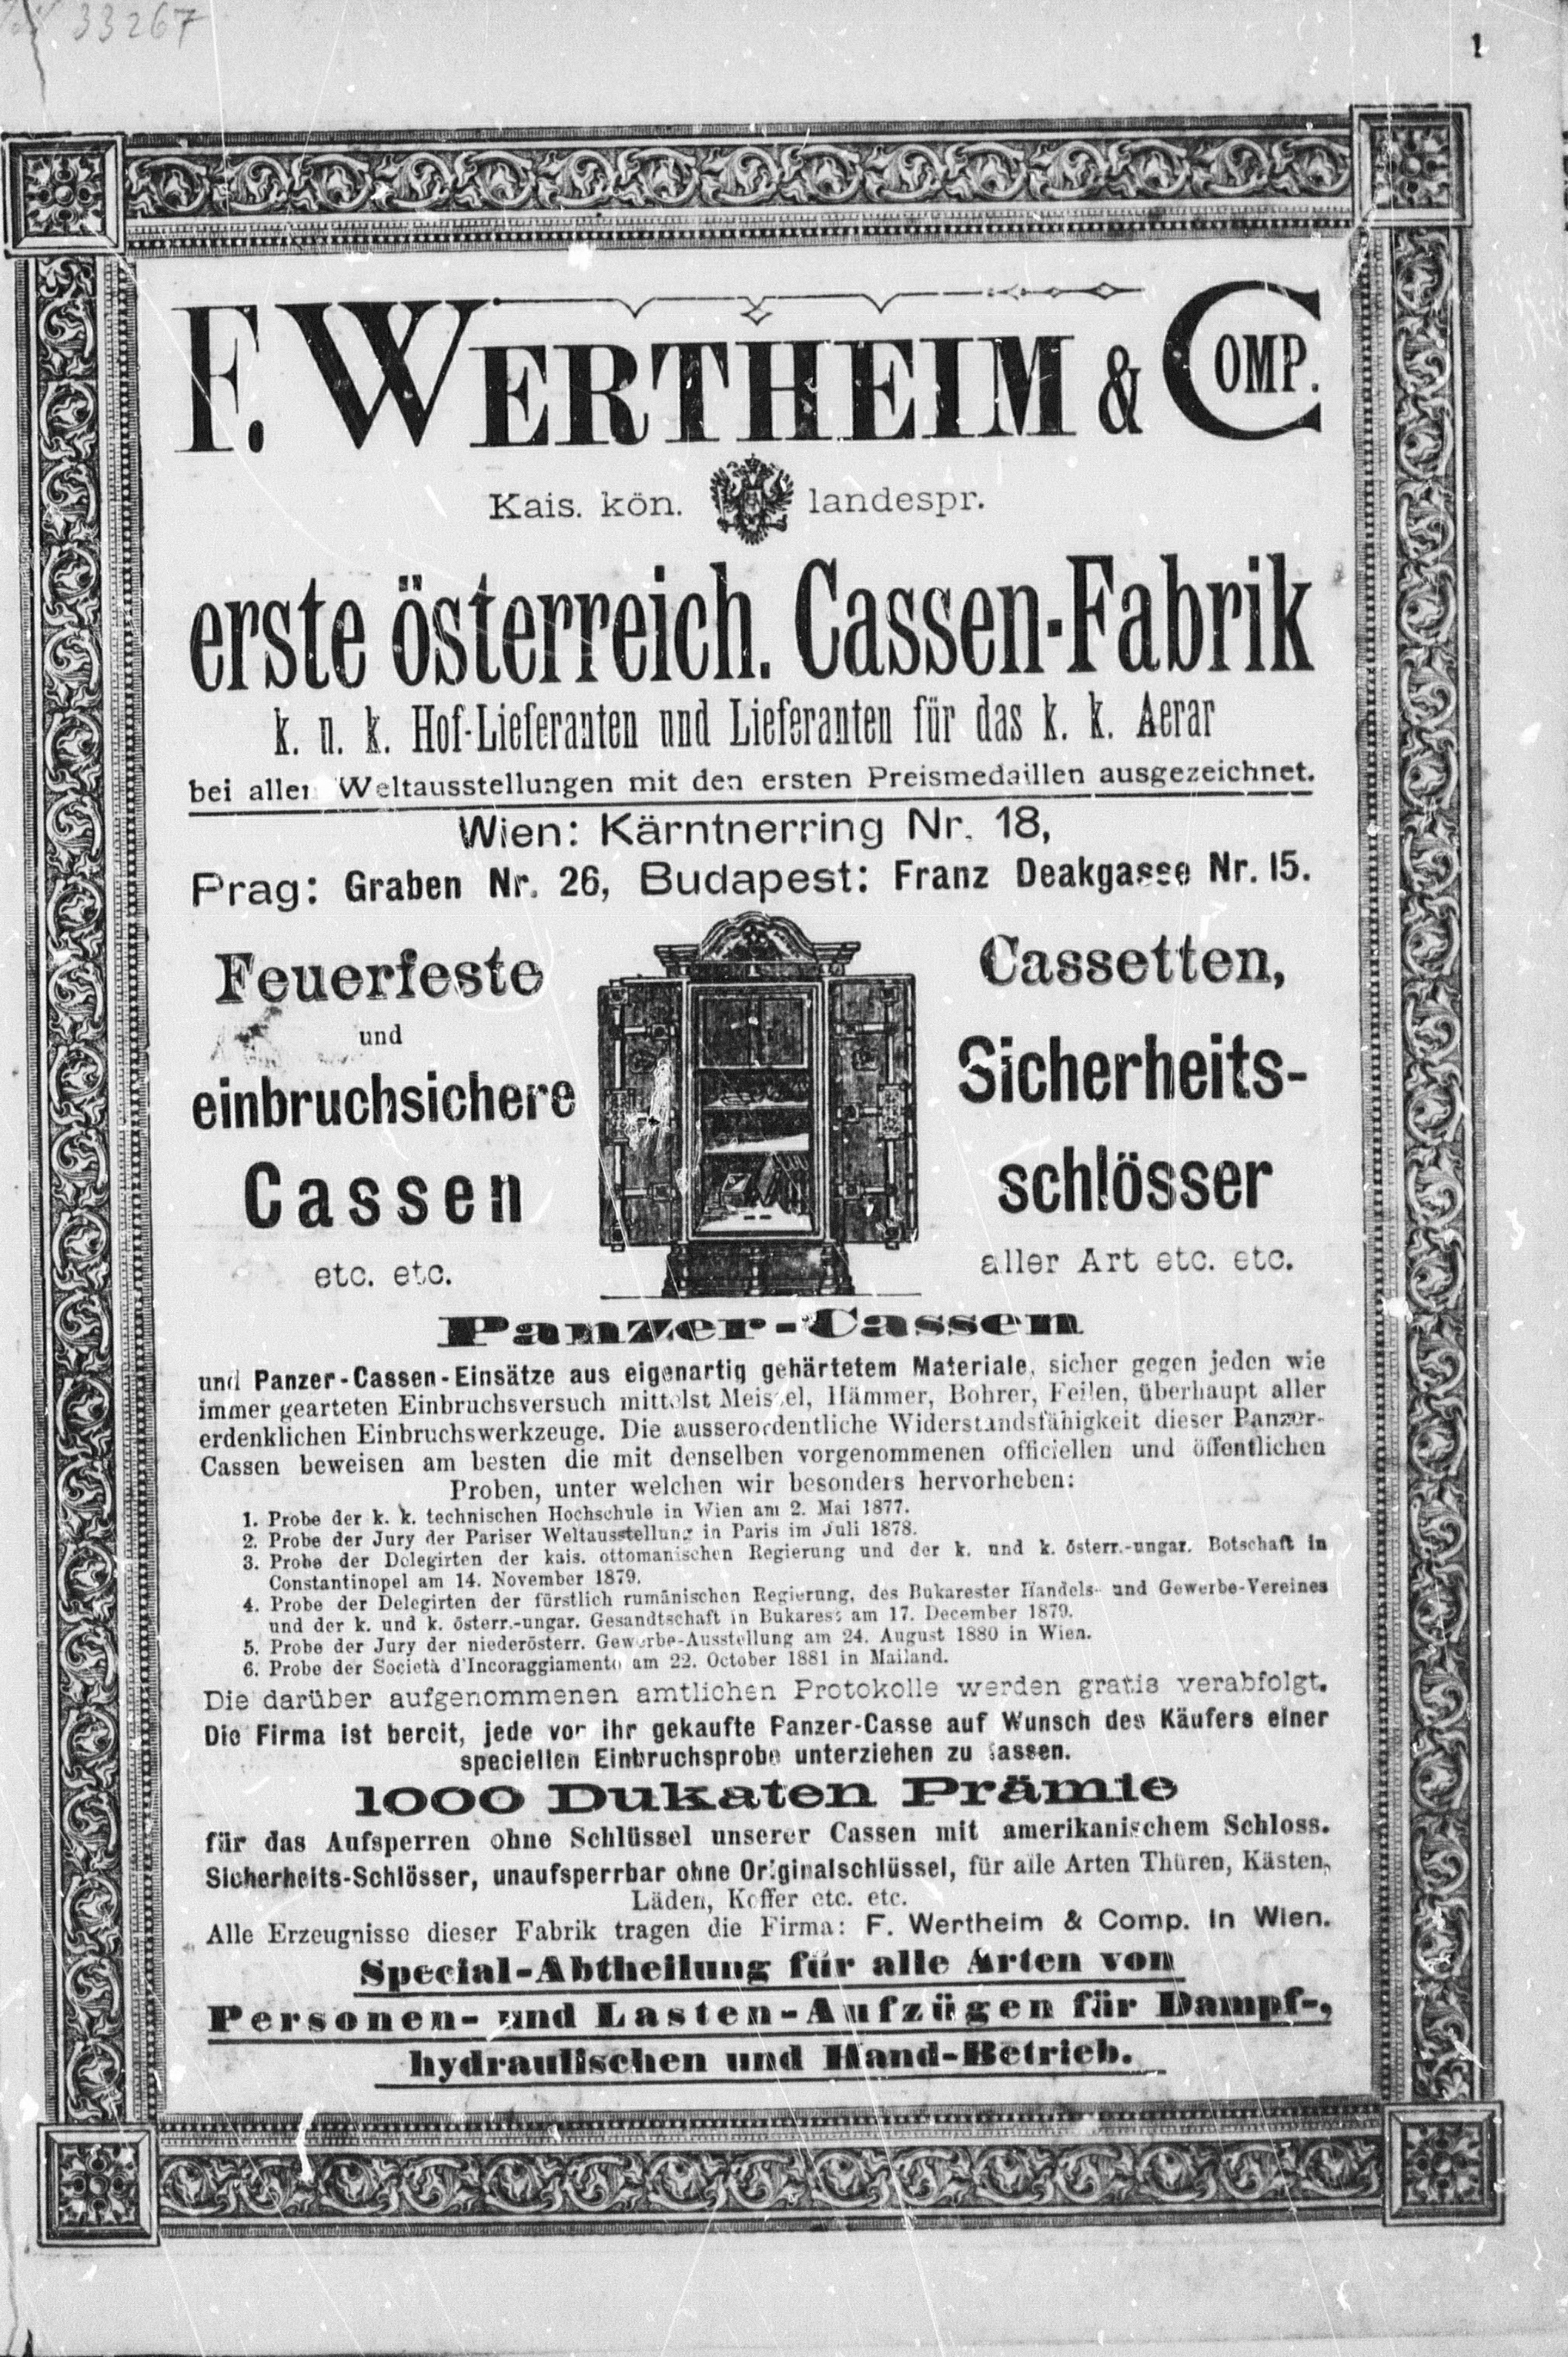 33267
1
F. WERTHEIM & COMP.
Kais. kön. landespr.
erste österreich. Cassen-Fabrik
k. u. k. Hof-Lieferanten und Lieferanten für das k. k. Aerar
bei allen Weltausstellungen mit den ersten Preismedaillen ausgezeichnet.
Wien: Kärntnerring Nr. 18,
Prag: Graben Nr. 26, Budapest: Franz Deakgasse Nr. 15.
Feuerfeste
und
einbruchsichere
Cassen
etc. etc.
Cassetten,
Sicherheits-
schlösser
aller Art etc. etc.
Panzer-Cassen
und Panzer-Cassen-Einsätze aus eigenartig gehärtetem Materiale, sicher gegen jeden wie
immer gearteten Einbruchsversuch mittelst Meissel, Hämmer, Bohrer, Feilen, überhaupt aller
erdenklichen Einbruchswerkzeuge. Die ausserordentliche Widerstandsfähigkeit dieser Panzer-
Cassen beweisen am besten die mit denselben vorgenommenen officiellen und öffentlichen
Proben, unter welchen wir besonders hervorheben:
1. Probe der k. k. technischen Hochschule in Wien am 2. Mai 1877.
2. Probe der Jury der Pariser Weltausstellung in Paris im Juli 1878.
3. Probe der Delegirten der kais. ottomanischen Regierung und der k. und k. österr.-ungar. Botschaft in
Constantinopel am 14. November 1879.
4. Probe der Delegirten der fürstlich rumänischen Regierung, des Bukarester Handels- und Gewerbe-Vereines
und der k. und k. österr.-ungar. Gesandtschaft in Bukarest am 17. December 1879.
5. Probe der Jury der niederösterr. Gewerbe-Ausstellung am 24. August 1880 in Wien.
6. Probe der Società d'Incoraggiamento am 22. October 1881 in Mailand.
Die darüber aufgenommenen amtlichen Protokolle werden gratis verabfolgt.
Die Firma ist bereit, jede von ihr gekaufte Panzer-Casse auf Wunsch des Käufers einer
speciellen Einbruchsprobe unterziehen zu lassen.
1000 Dukaten Prämie
für das Aufsperren ohne Schlüssel unserer Cassen mit amerikanischem Schloss.
Sicherheits-Schlösser, unaufsperrbar ohne Originalschlüssel, für alle Arten Thüren, Kästen,
Läden, Koffer etc. etc.
Alle Erzeugnisse dieser Fabrik tragen die Firma: F. Wertheim & Comp. in Wien.
Special-Abtheilung für alle Arten von
Personen- und Lasten-Aufzügen für Dampf-,
hydraulischen und Hand-Betrieb.